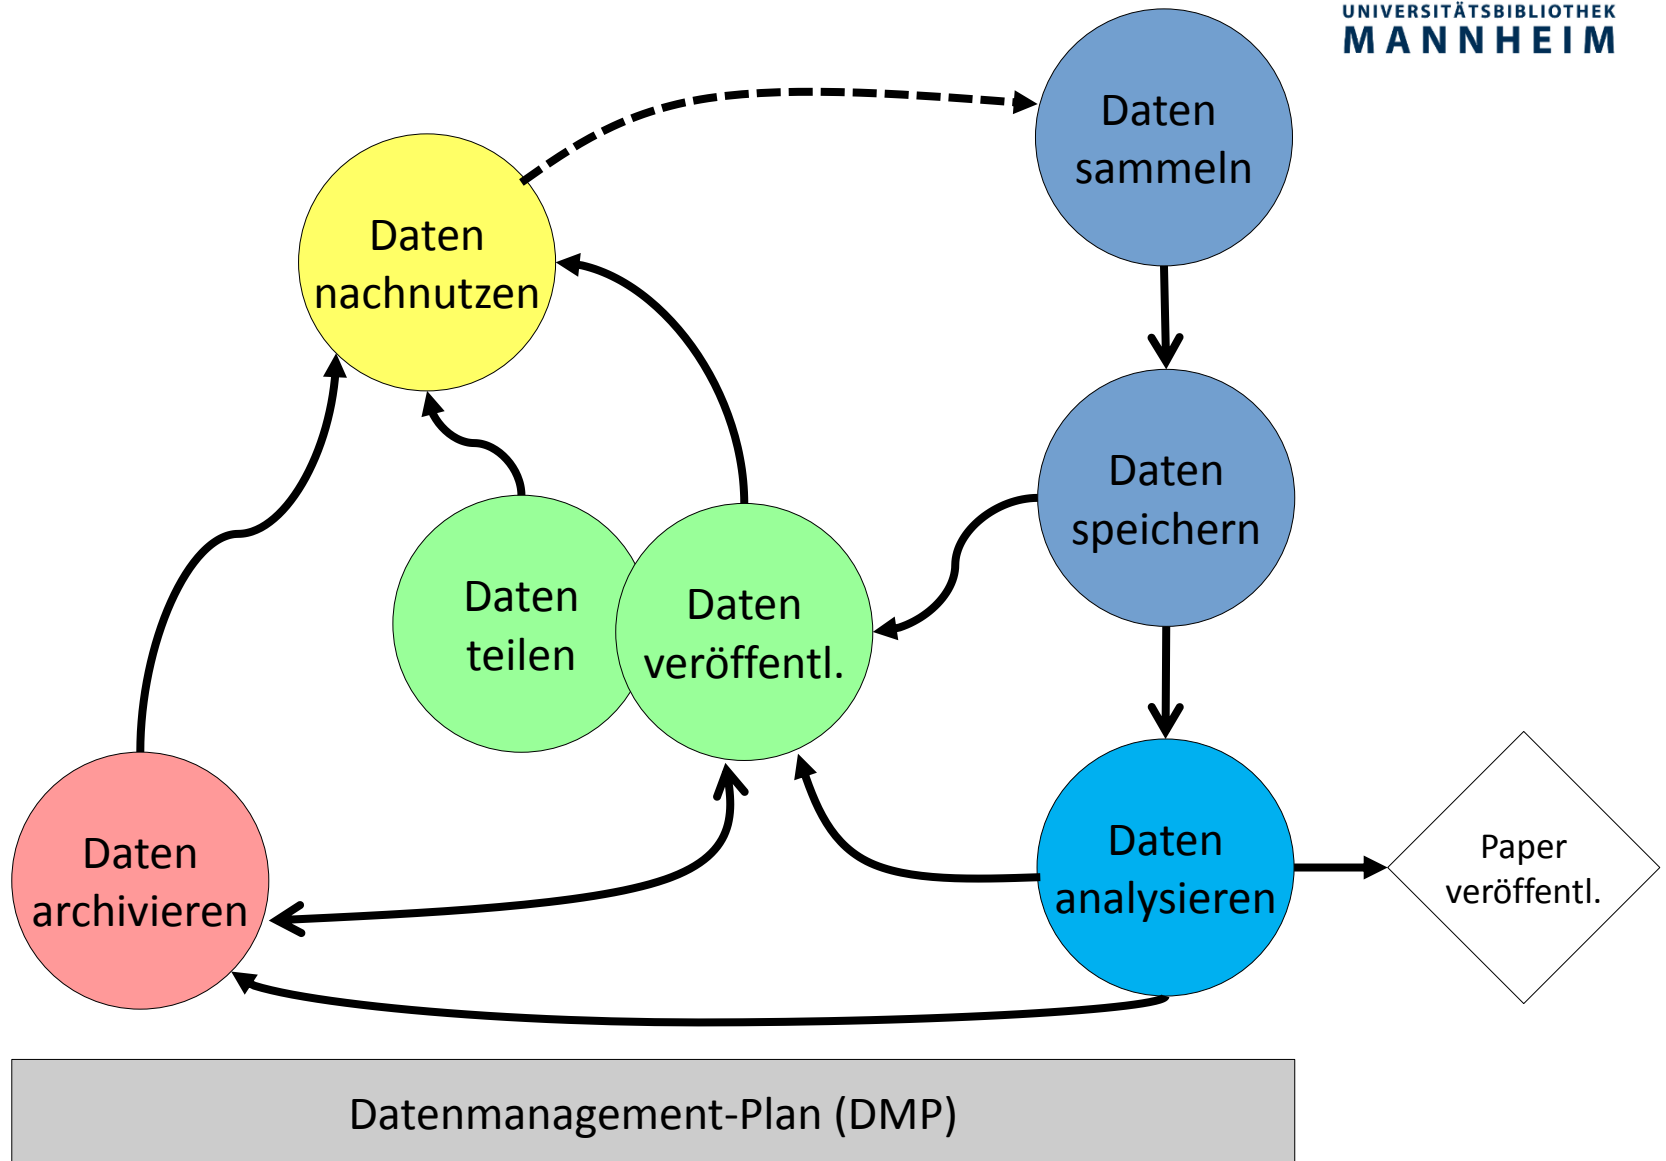 UNIVERSITÄTSBIBLIOTHEK
MANNHEIM
Daten
sammeln
Daten
nachnutzen
Daten
speichern
Daten
teilen
Daten
veröffentl.
Daten
archivieren
Daten
analysieren
Paper
veröffentl.
Datenmanagement-Plan (DMP)